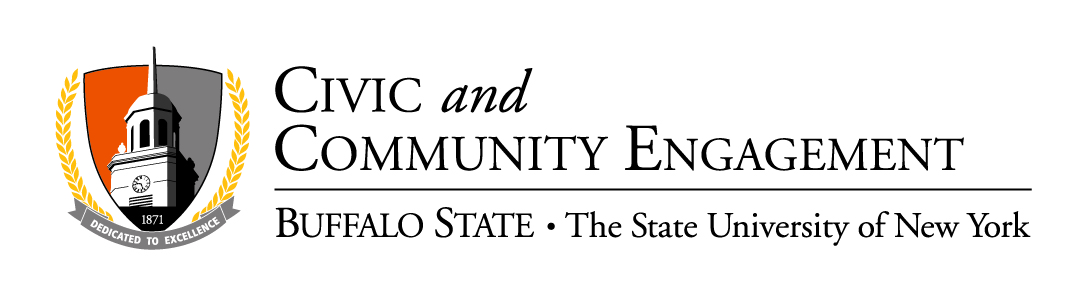 CIVIC and
COMMUNITY ENGAGEMENT
BUFFALO STATE • The State University of New York
1871
DEDICATED TO EXCELLENCE